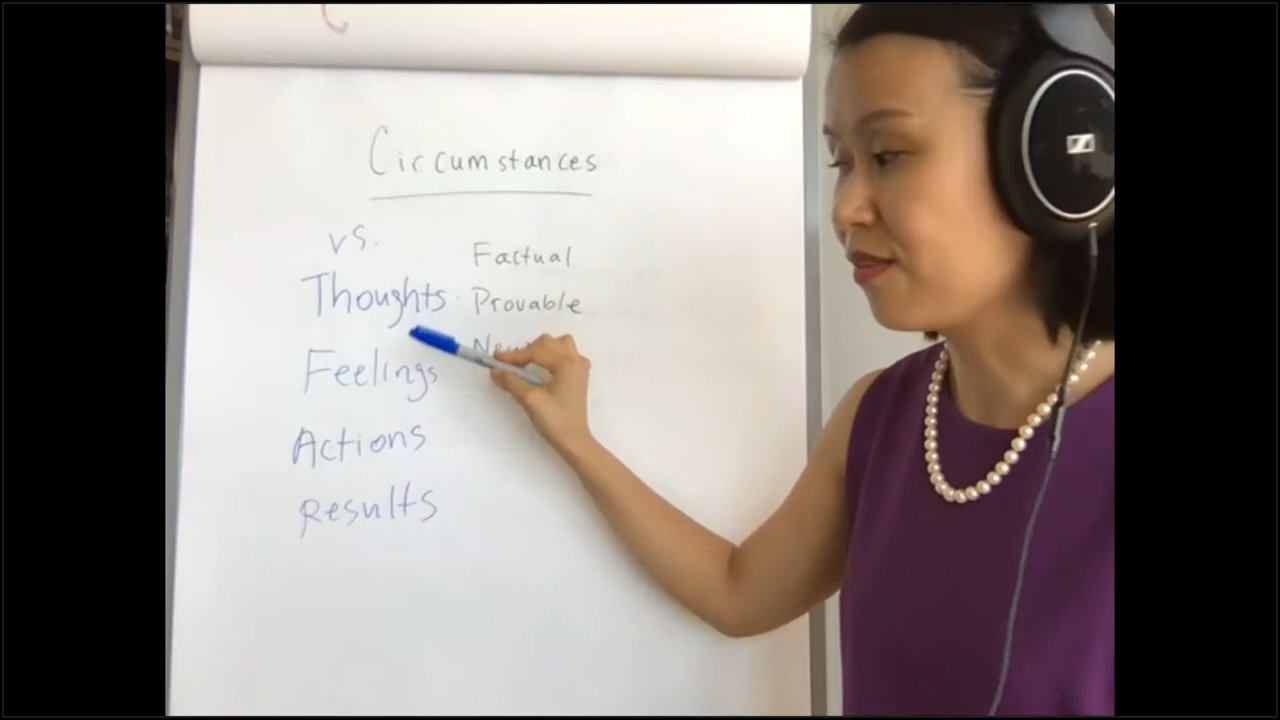 Circumstances
vs.
Thoughts
Feelings
Actions
Results
Factual
Provable